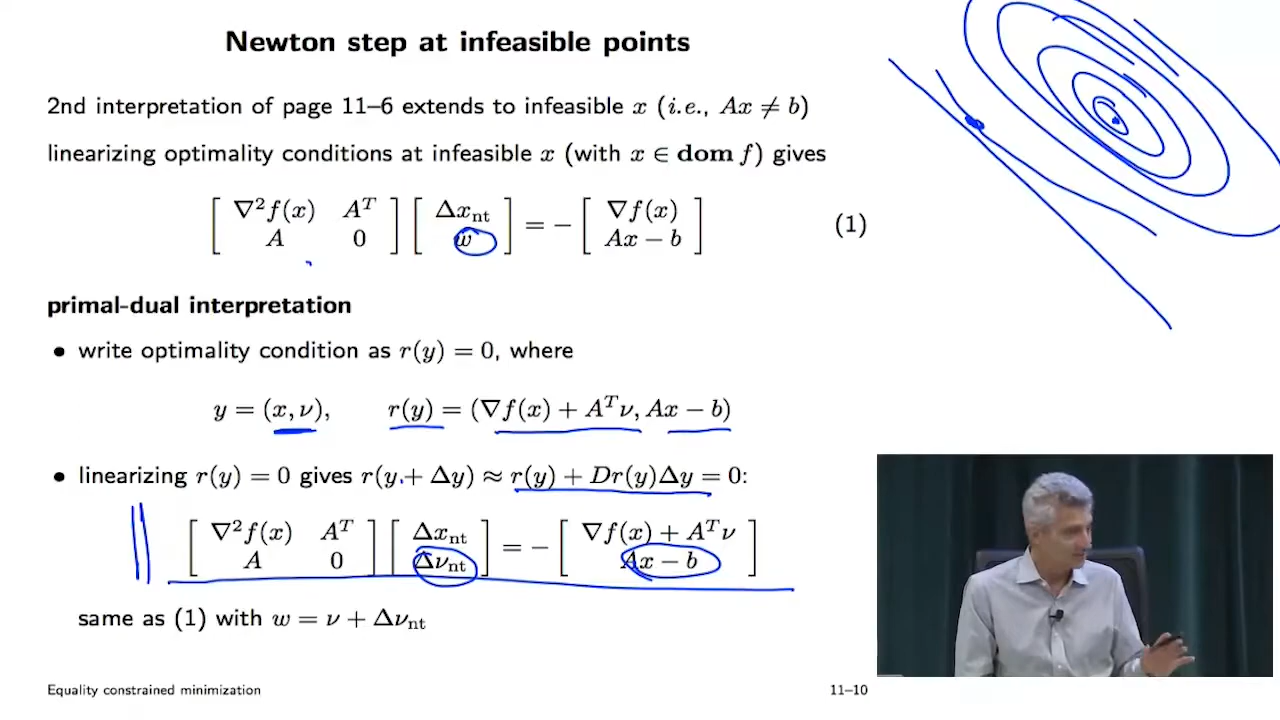 Newton step at infeasible points
2nd interpretation of page 11–6 extends to infeasible x (i.e., Ax ≠ b)
linearizing optimality conditions at infeasible x (with x ∈ dom f) gives
[ ∇²f(x) Aᵀ ; A 0 ] [ Δx_nt ; w ] = − [ ∇f(x) ; Ax − b ] (1)
primal-dual interpretation
• write optimality condition as r(y) = 0, where
y = (x, ν), r(y) = (∇f(x) + Aᵀν, Ax − b)
• linearizing r(y) = 0 gives r(y + Δy) ≈ r(y) + Dr(y)Δy = 0:
[ ∇²f(x) Aᵀ ; A 0 ] [ Δx_nt ; Δν_nt ] = − [ ∇f(x) + Aᵀν ; Ax − b ]
same as (1) with w = ν + Δν_nt
Equality constrained minimization 11–10